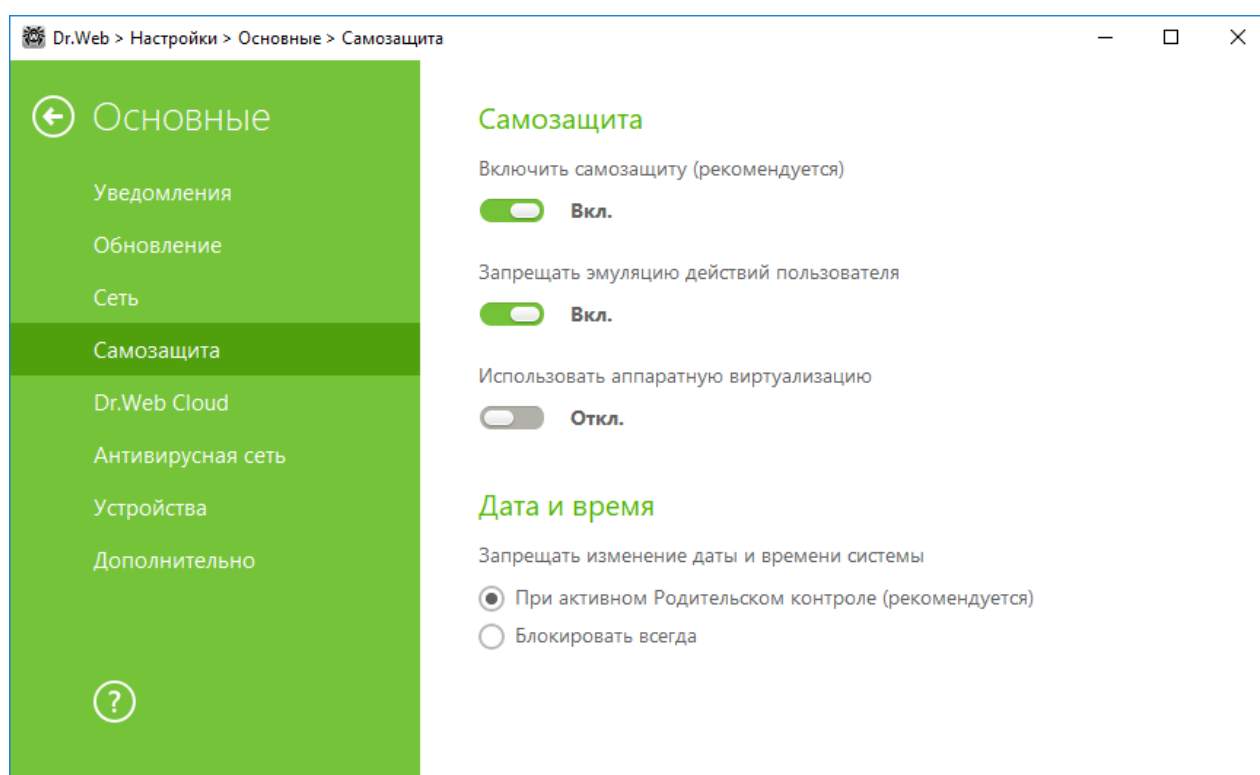 Dr.Web > Настройки > Основные > Самозащита
Основные
Уведомления
Обновление
Сеть
Самозащита
Dr.Web Cloud
Антивирусная сеть
Устройства
Дополнительно
?
Самозащита
Включить самозащиту (рекомендуется)
Вкл.
Запрещать эмуляцию действий пользователя
Вкл.
Использовать аппаратную виртуализацию
Откл.
Дата и время
Запрещать изменение даты и времени системы
При активном Родительском контроле (рекомендуется)
Блокировать всегда